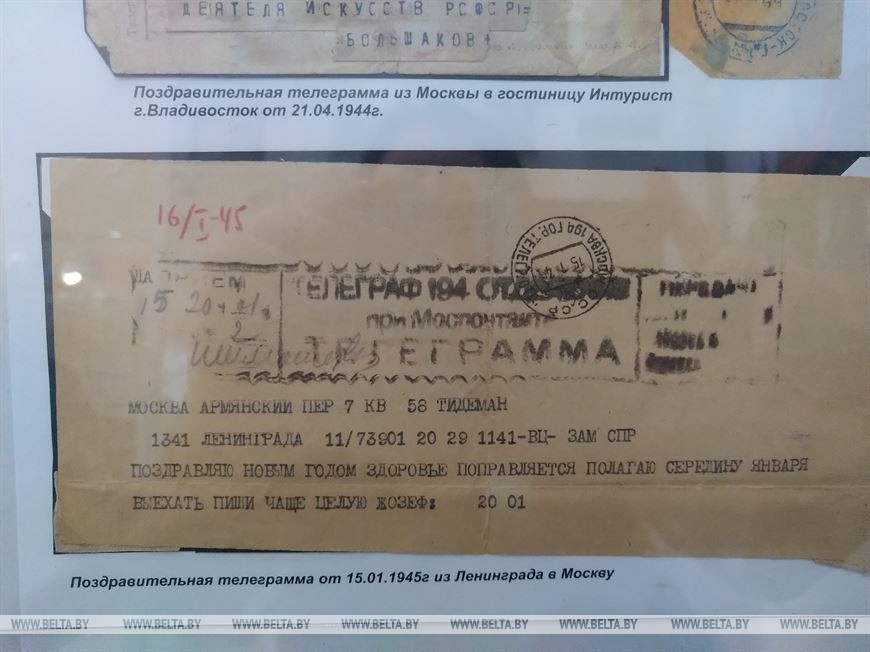 ДЕЯТЕЛЯ ИСКУССТВ РСФСР=
=БОЛЬШАКОВ+
Поздравительная телеграмма из Москвы в гостиницу Интурист
г.Владивосток от 21.04.1944г.
16/I-45
ТЕЛЕГРАФ 194
при Моспочтамт
ТЕЛЕГРАММА
МОСКВА АРМЯНСКИЙ ПЕР 7 КВ 58 ТИДЕМАН
1341 ЛЕНИНГРАДА 11/73901 20 29 1141-ВЦ- ЗАМ СПР
ПОЗДРАВЛЯЮ НОВЫМ ГОДОМ ЗДОРОВЬЕ ПОПРАВЛЯЕТСЯ ПОЛАГАЮ СЕРЕДИНУ ЯНВАРЯ
ВЫЕХАТЬ ПИШИ ЧАЩЕ ЦЕЛУЮ ЖОЗЕФ: 20 01
Поздравительная телеграмма от 15.01.1945г из Ленинграда в Москву
WWW.BELTA.BY WWW.BELTA.BY WWW.BELTA.BY WWW.BELTA.BY WWW.BELTA.BY WWW.BELTA.BY WWW.BELTA.BY WWW.BELTA.BY